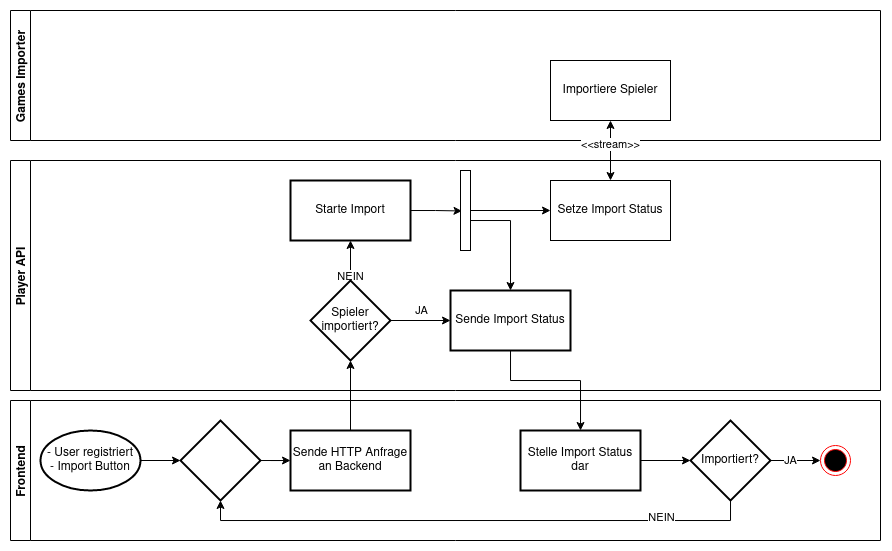 Games Importer
Importiere Spieler
<<stream>>
Player API
Starte Import
Setze Import Status
NEIN
Spieler
importiert?
JA
Sende Import Status
Frontend
- User registriert
- Import Button
Sende HTTP Anfrage
an Backend
Stelle Import Status
dar
Importiert?
JA
NEIN